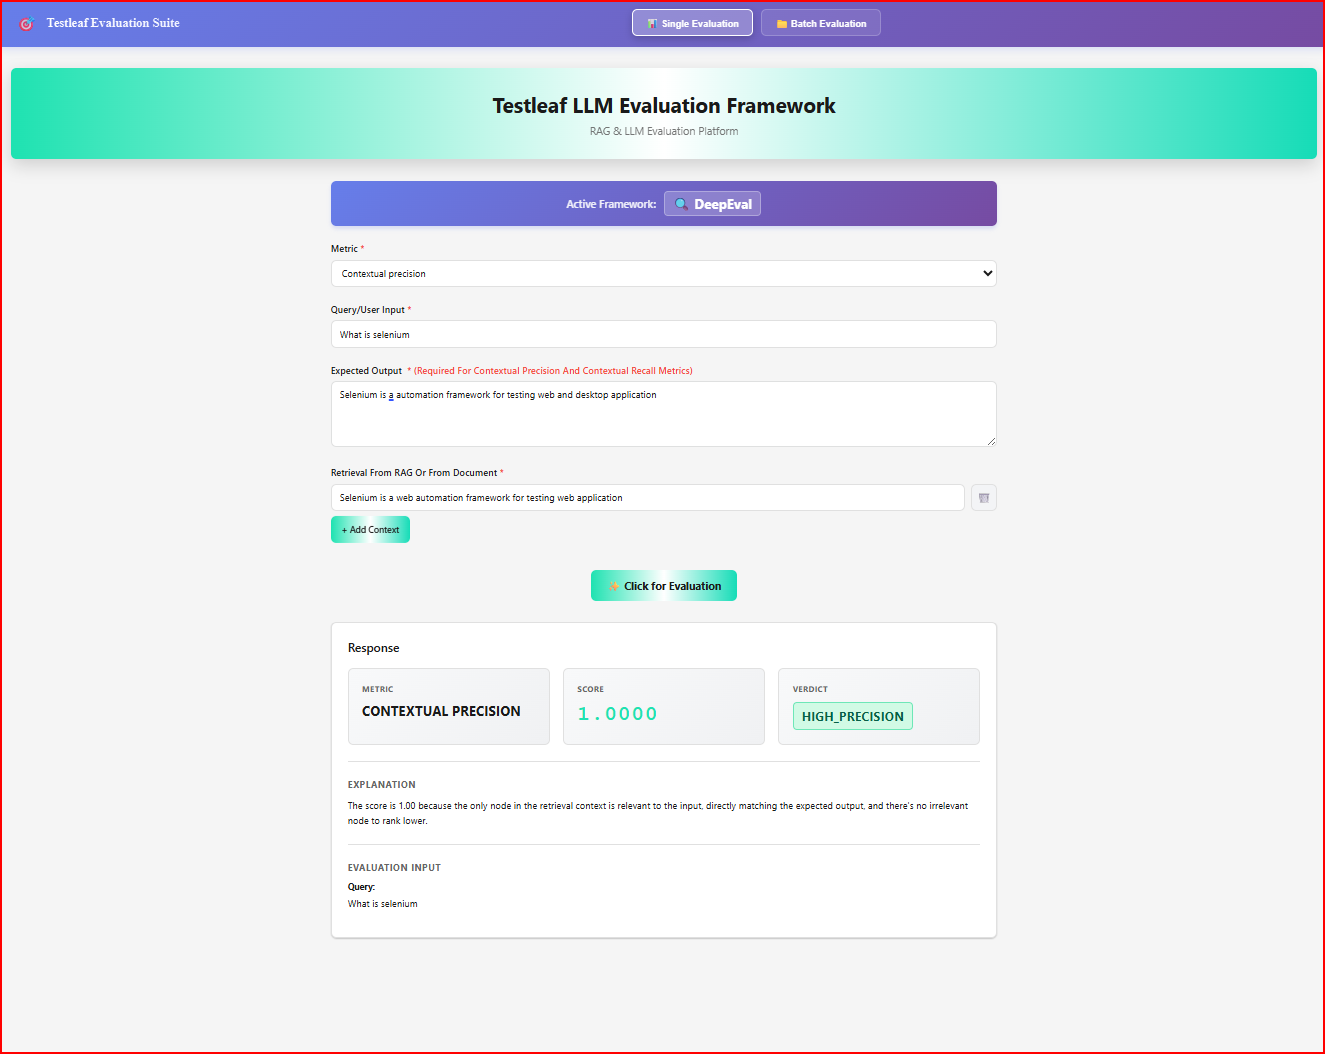 Testleaf Evaluation Suite
Single Evaluation
Batch Evaluation
Testleaf LLM Evaluation Framework
RAG & LLM Evaluation Platform
Active Framework: DeepEval
Metric *
Contextual precision
Query/User Input *
What is selenium
Expected Output * (Required For Contextual Precision And Contextual Recall Metrics)
Selenium is a automation framework for testing web and desktop application
Retrieval From RAG Or From Document *
Selenium is a web automation framework for testing web application
+ Add Context
Click for Evaluation
Response
METRIC
CONTEXTUAL PRECISION
SCORE
1.0000
VERDICT
HIGH_PRECISION
EXPLANATION
The score is 1.00 because the only node in the retrieval context is relevant to the input, directly matching the expected output, and there's no irrelevant
node to rank lower.
EVALUATION INPUT
Query:
What is selenium